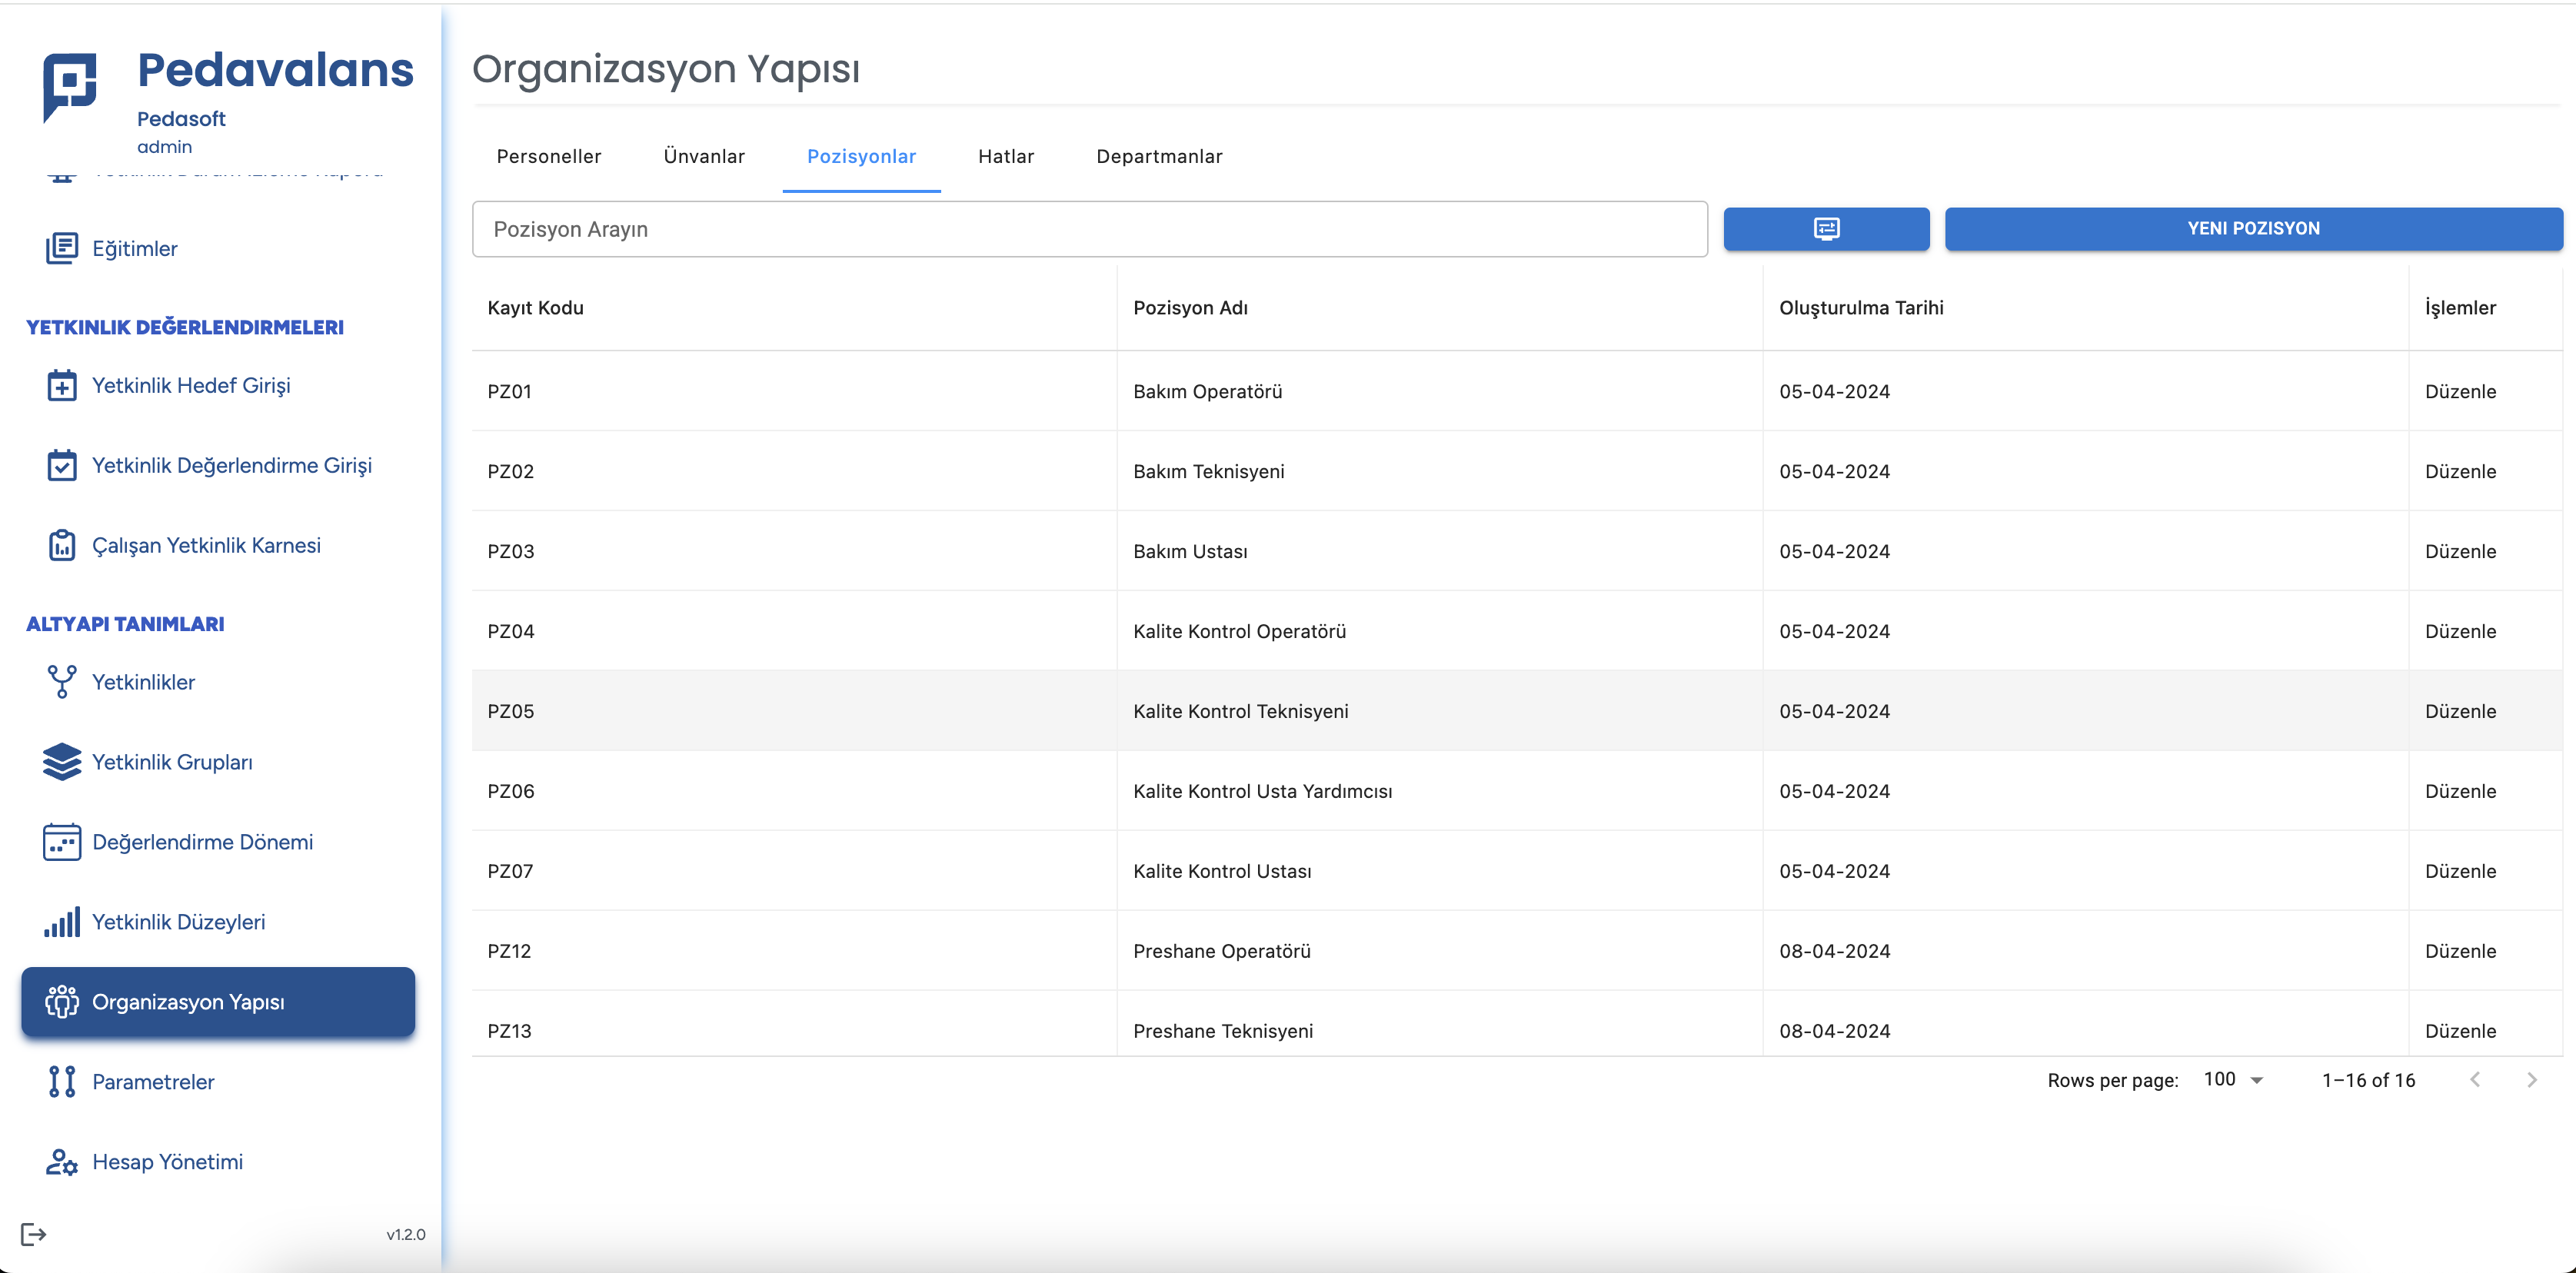 Pedavalans
Pedasoft
admin
Eğitimler
YETKINLIK DEĞERLENDIRMELERI
Yetkinlik Hedef Girişi
Yetkinlik Değerlendirme Girişi
Çalışan Yetkinlik Karnesi
ALTYAPI TANIMLARI
Yetkinlikler
Yetkinlik Grupları
Değerlendirme Dönemi
Yetkinlik Düzeyleri
Organizasyon Yapısı
Parametreler
Hesap Yönetimi
v1.2.0
Organizasyon Yapısı
Personeller Ünvanlar Pozisyonlar Hatlar Departmanlar
Pozisyon Arayın YENI POZISYON
Kayıt Kodu Pozisyon Adı Oluşturulma Tarihi İşlemler
PZ01 Bakım Operatörü 05-04-2024 Düzenle
PZ02 Bakım Teknisyeni 05-04-2024 Düzenle
PZ03 Bakım Ustası 05-04-2024 Düzenle
PZ04 Kalite Kontrol Operatörü 05-04-2024 Düzenle
PZ05 Kalite Kontrol Teknisyeni 05-04-2024 Düzenle
PZ06 Kalite Kontrol Usta Yardımcısı 05-04-2024 Düzenle
PZ07 Kalite Kontrol Ustası 05-04-2024 Düzenle
PZ12 Preshane Operatörü 08-04-2024 Düzenle
PZ13 Preshane Teknisyeni 08-04-2024 Düzenle
Rows per page: 100 1–16 of 16